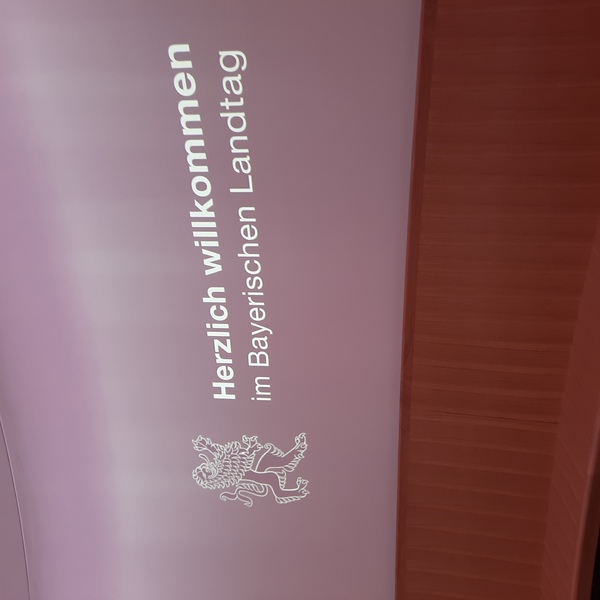 Herzlich willkommen
im Bayerischen Landtag